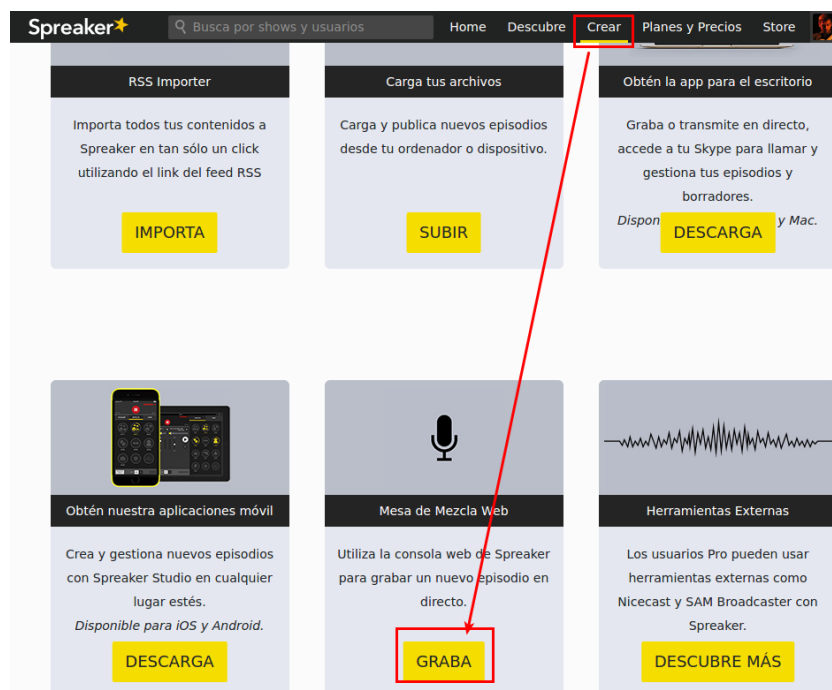 Spreaker
Busca por shows y usuarios
Home Descubre Crear Planes y Precios Store
RSS Importer
Importa todos tus contenidos a
Spreaker en tan sólo un click
utilizando el link del feed RSS
IMPORTA
Carga tus archivos
Carga y publica nuevos episodios
desde tu ordenador o dispositivo.
SUBIR
Obtén la app para el escritorio
Graba o transmite en directo,
accede a tu Skype para llamar y
gestiona tus episodios y
borradores.
y Mac.
DESCARGA
Obtén nuestra aplicaciones móvil
Crea y gestiona nuevos episodios
con Spreaker Studio en cualquier
lugar estés.
Disponible para iOS y Android.
DESCARGA
Mesa de Mezcla Web
Utiliza la consola web de Spreaker
para grabar un nuevo episodio en
directo.
GRABA
Herramientas Externas
Los usuarios Pro pueden usar
herramientas externas como
Nicecast y SAM Broadcaster con
Spreaker.
DESCUBRE MÁS